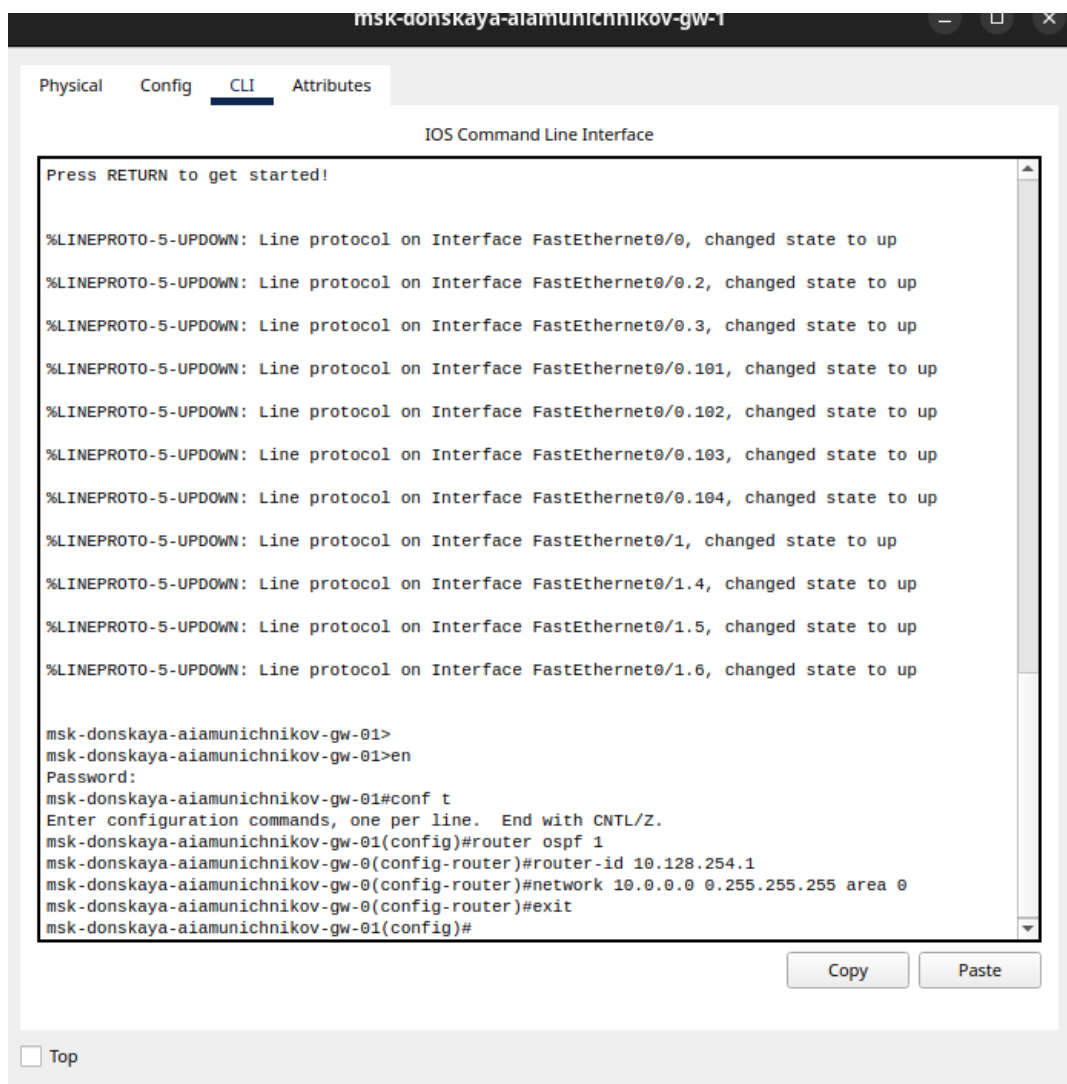 msk-donskaya-aiamunichnikov-gw-1
Physical Config CLI Attributes
IOS Command Line Interface
Press RETURN to get started!
%LINEPROTO-5-UPDOWN: Line protocol on Interface FastEthernet0/0, changed state to up
%LINEPROTO-5-UPDOWN: Line protocol on Interface FastEthernet0/0.2, changed state to up
%LINEPROTO-5-UPDOWN: Line protocol on Interface FastEthernet0/0.3, changed state to up
%LINEPROTO-5-UPDOWN: Line protocol on Interface FastEthernet0/0.101, changed state to up
%LINEPROTO-5-UPDOWN: Line protocol on Interface FastEthernet0/0.102, changed state to up
%LINEPROTO-5-UPDOWN: Line protocol on Interface FastEthernet0/0.103, changed state to up
%LINEPROTO-5-UPDOWN: Line protocol on Interface FastEthernet0/0.104, changed state to up
%LINEPROTO-5-UPDOWN: Line protocol on Interface FastEthernet0/1, changed state to up
%LINEPROTO-5-UPDOWN: Line protocol on Interface FastEthernet0/1.4, changed state to up
%LINEPROTO-5-UPDOWN: Line protocol on Interface FastEthernet0/1.5, changed state to up
%LINEPROTO-5-UPDOWN: Line protocol on Interface FastEthernet0/1.6, changed state to up
msk-donskaya-aiamunichnikov-gw-01>
msk-donskaya-aiamunichnikov-gw-01>en
Password:
msk-donskaya-aiamunichnikov-gw-01#conf t
Enter configuration commands, one per line.  End with CNTL/Z.
msk-donskaya-aiamunichnikov-gw-01(config)#router ospf 1
msk-donskaya-aiamunichnikov-gw-0(config-router)#router-id 10.128.254.1
msk-donskaya-aiamunichnikov-gw-0(config-router)#network 10.0.0.0 0.255.255.255 area 0
msk-donskaya-aiamunichnikov-gw-0(config-router)#exit
msk-donskaya-aiamunichnikov-gw-01(config)#
Copy Paste
Top